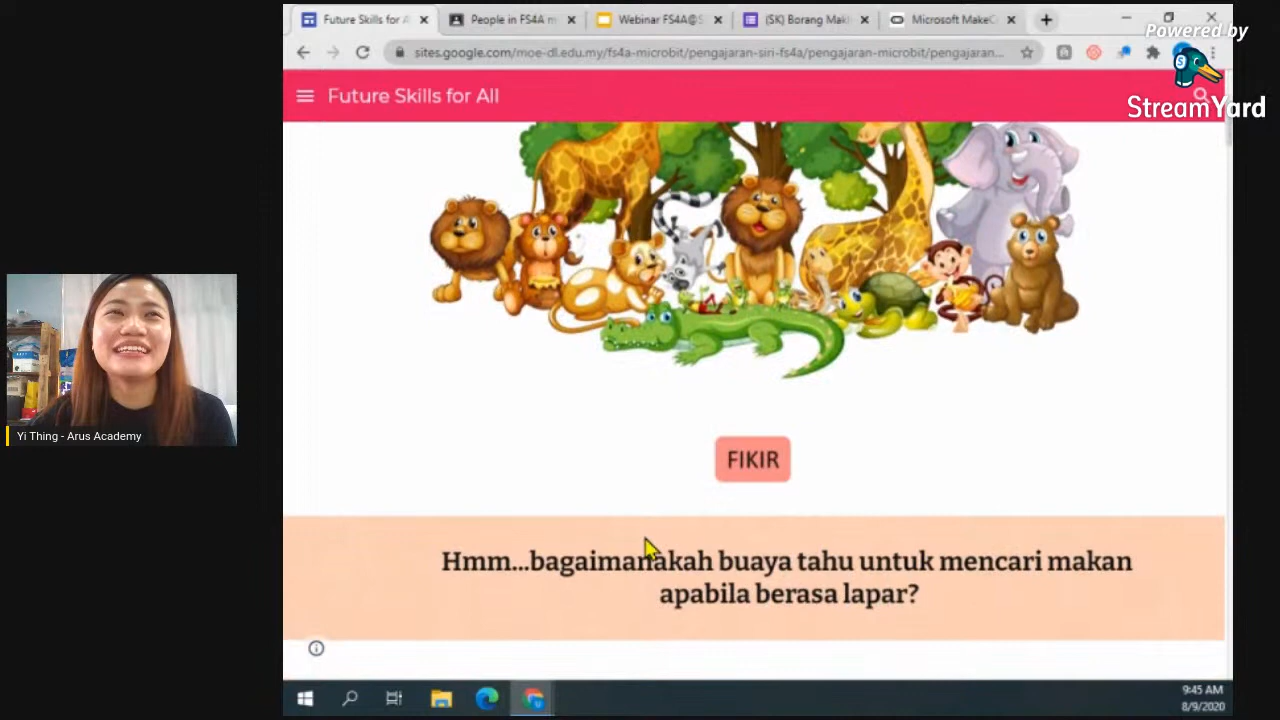 Future Skills for A
People in FS4A m
Webinar FS4A@S
(SK) Borang Mak
Microsoft MakeC
sites.google.com/moe-dl.edu.my/fs4a-microbit/pengajaran-siri-fs4a/pengajaran-microbit/pengajaran...
Powered by
StreamYard
Future Skills for All
FIKIR
Hmm...bagaimanakah buaya tahu untuk mencari makan
apabila berasa lapar?
Yi Thing - Arus Academy
9:45 AM
8/9/2020